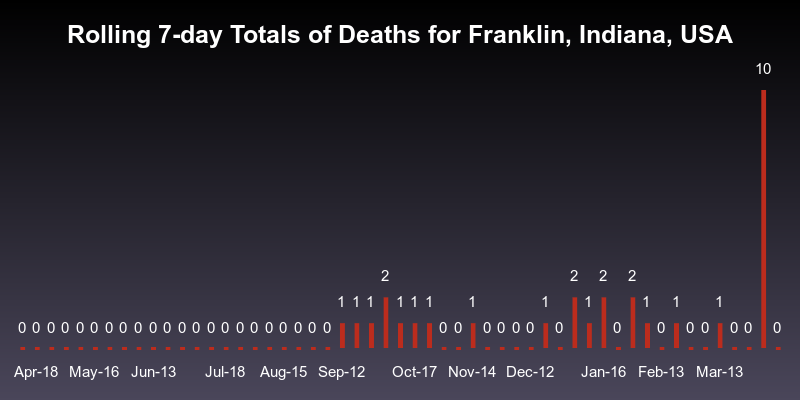 Rolling 7-day Totals of Deaths for Franklin, Indiana, USA
10
2 2 2 2
1 1 1 1 1 1 1 1 1 1 1 1
0 0 0 0 0 0 0 0 0 0 0 0 0 0 0 0 0 0 0 0 0 0 0 0 0 0 0 0 0 0 0 0 0 0 0 0
Apr-18 May-16 Jun-13 Jul-18 Aug-15 Sep-12 Oct-17 Nov-14 Dec-12 Jan-16 Feb-13 Mar-13